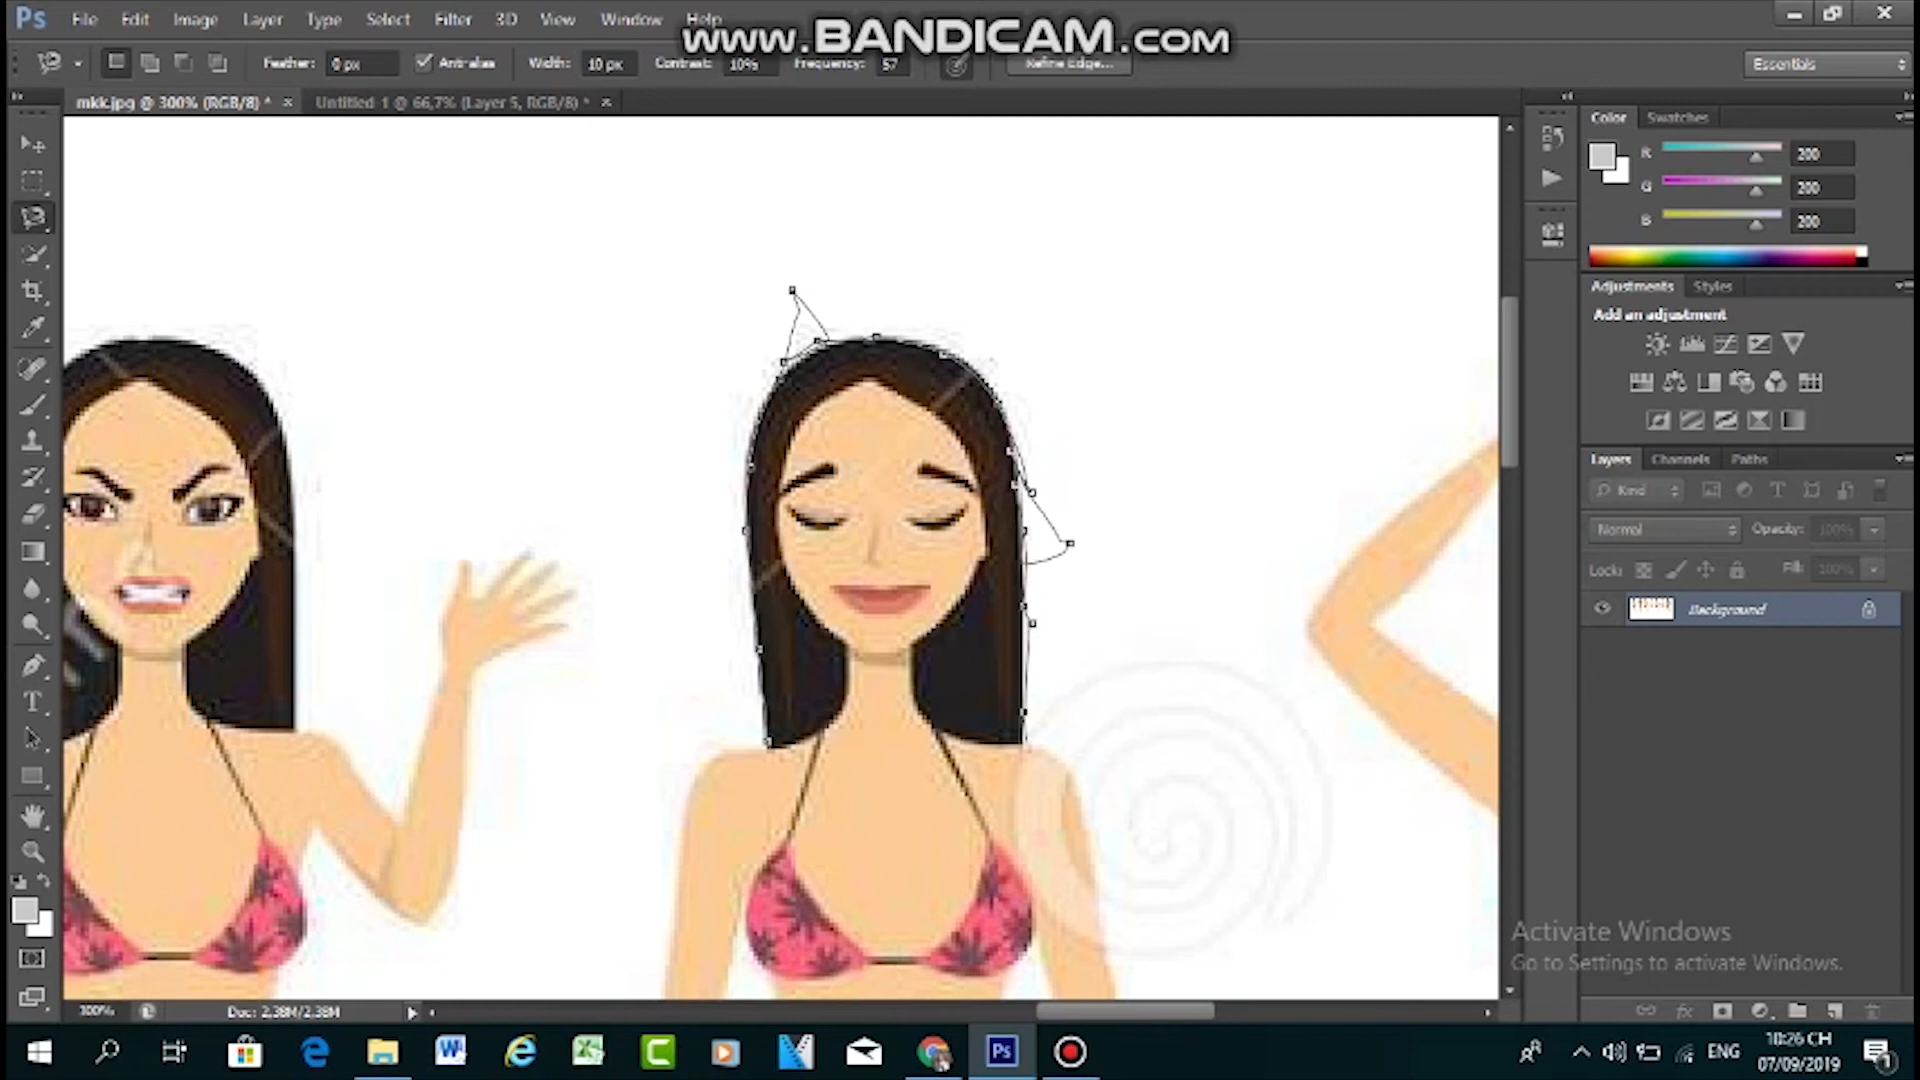 Ps File Edit Image Layer Type Select Filter 3D View Window Help
www.BANDICAM.com
Feather: 0 px Anti-alias Width: 10 px Contrast: 10% Frequency: 57 Refine Edge... Essentials
mkk.jpg @ 300% (RGB/8) * × Untitled-1 @ 66,7% (Layer 5, RGB/8) * ×
Color Swatches
R 200
G 200
B 200
Adjustments Styles
Add an adjustment
Layers Channels Paths
Kind
Normal Opacity: 100%
Lock: Fill: 100%
Background
Activate Windows
Go to Settings to activate Windows.
300% Doc: 2,38M/2,38M
ENG 10:26 CH
07/09/2019